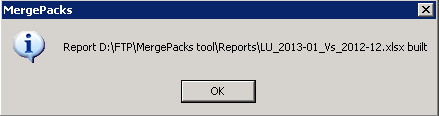 MergePacks
Report D:\FTP\MergePacks tool\Reports\LU_2013-01_Vs_2012-12.xlsx built
OK